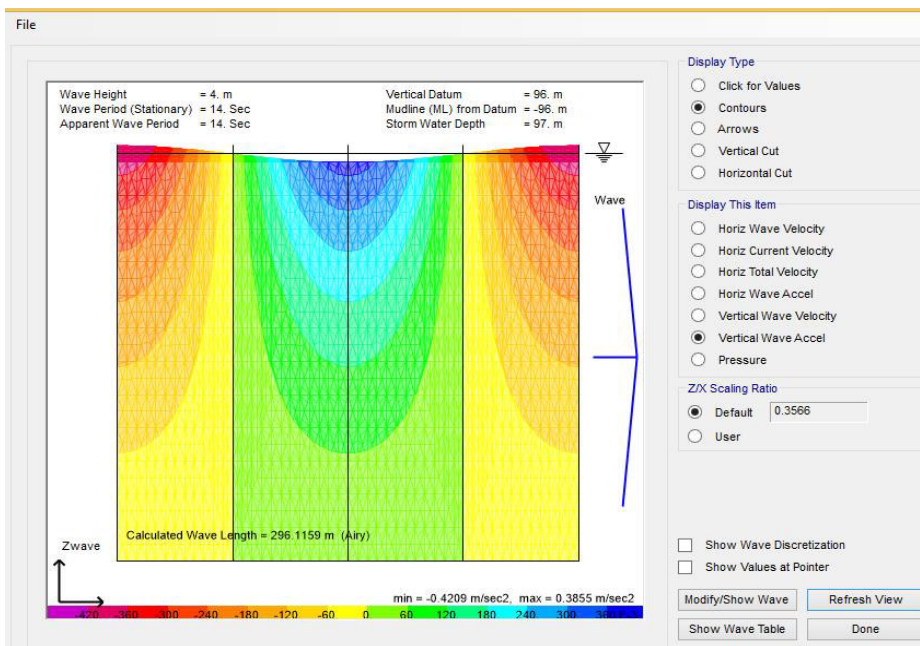 File
Wave Height = 4. m
Wave Period (Stationary) = 14. Sec
Apparent Wave Period = 14. Sec
Vertical Datum = 96. m
Mudline (ML) from Datum = -96. m
Storm Water Depth = 97. m
Wave
Calculated Wave Length = 296.1159 m (Airy)
Zwave
min = -0.4209 m/sec2, max = 0.3855 m/sec2
-420 -360 -300 -240 -180 -120 -60 0 60 120 180 240 300
Display Type
Click for Values
Contours
Arrows
Vertical Cut
Horizontal Cut
Display This Item
Horiz Wave Velocity
Horiz Current Velocity
Horiz Total Velocity
Horiz Wave Accel
Vertical Wave Velocity
Vertical Wave Accel
Pressure
Z/X Scaling Ratio
Default 0.3566
User
Show Wave Discretization
Show Values at Pointer
Modify/Show Wave Refresh View
Show Wave Table Done